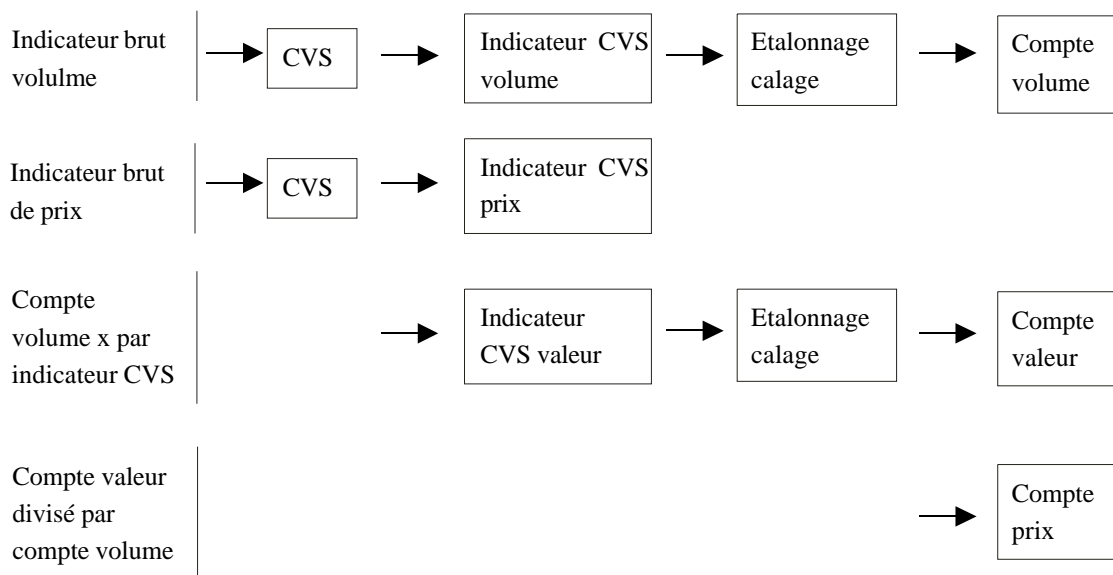 Indicateur brut
volulme
CVS
Indicateur CVS
volume
Etalonnage
calage
Compte
volume
Indicateur brut
de prix
CVS
Indicateur CVS
prix
Compte
volume x par
indicateur CVS
Indicateur
CVS valeur
Etalonnage
calage
Compte
valeur
Compte valeur
divisé par
compte volume
Compte
prix